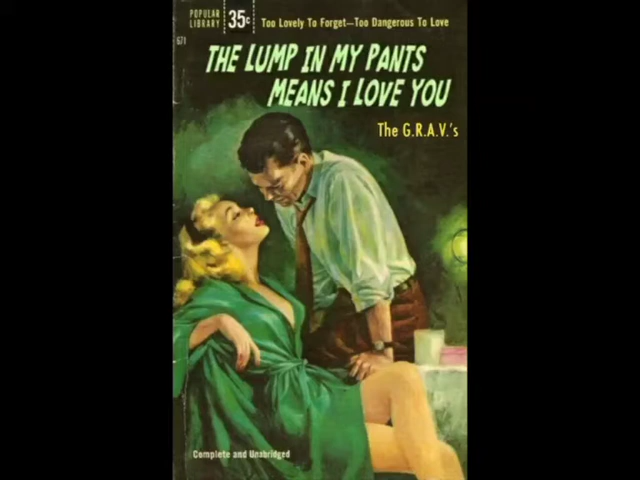 POPULAR
LIBRARY
35c
Too Lovely To Forget—Too Dangerous To Love
671
THE LUMP IN MY PANTS
MEANS I LOVE YOU
The G.R.A.V.'s
Complete and Unabridged